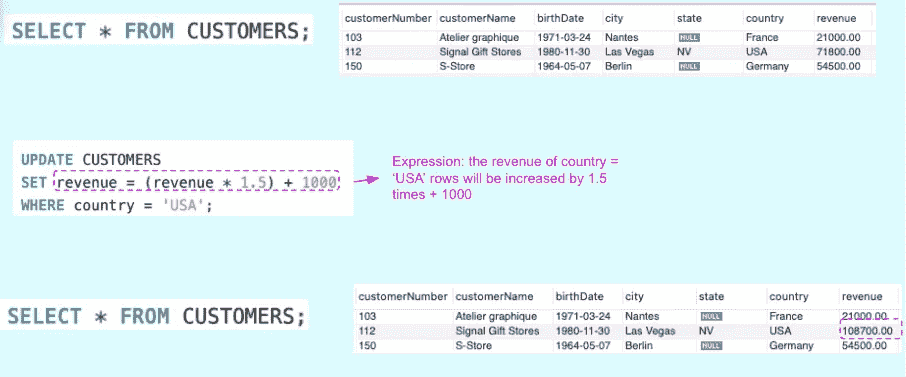 SELECT * FROM CUSTOMERS;
customerNumber customerName birthDate city state country revenue
103 Atelier graphique 1971-03-24 Nantes NULL France 21000.00
112 Signal Gift Stores 1980-11-30 Las Vegas NV USA 71800.00
150 S-Store 1964-05-07 Berlin NULL Germany 54500.00
UPDATE CUSTOMERS
SET revenue = (revenue * 1.5) + 1000
WHERE country = 'USA';
Expression: the revenue of country =
‘USA’ rows will be increased by 1.5
times + 1000
SELECT * FROM CUSTOMERS;
customerNumber customerName birthDate city state country revenue
103 Atelier graphique 1971-03-24 Nantes NULL France 21000.00
112 Signal Gift Stores 1980-11-30 Las Vegas NV USA 108700.00
150 S-Store 1964-05-07 Berlin NULL Germany 54500.00